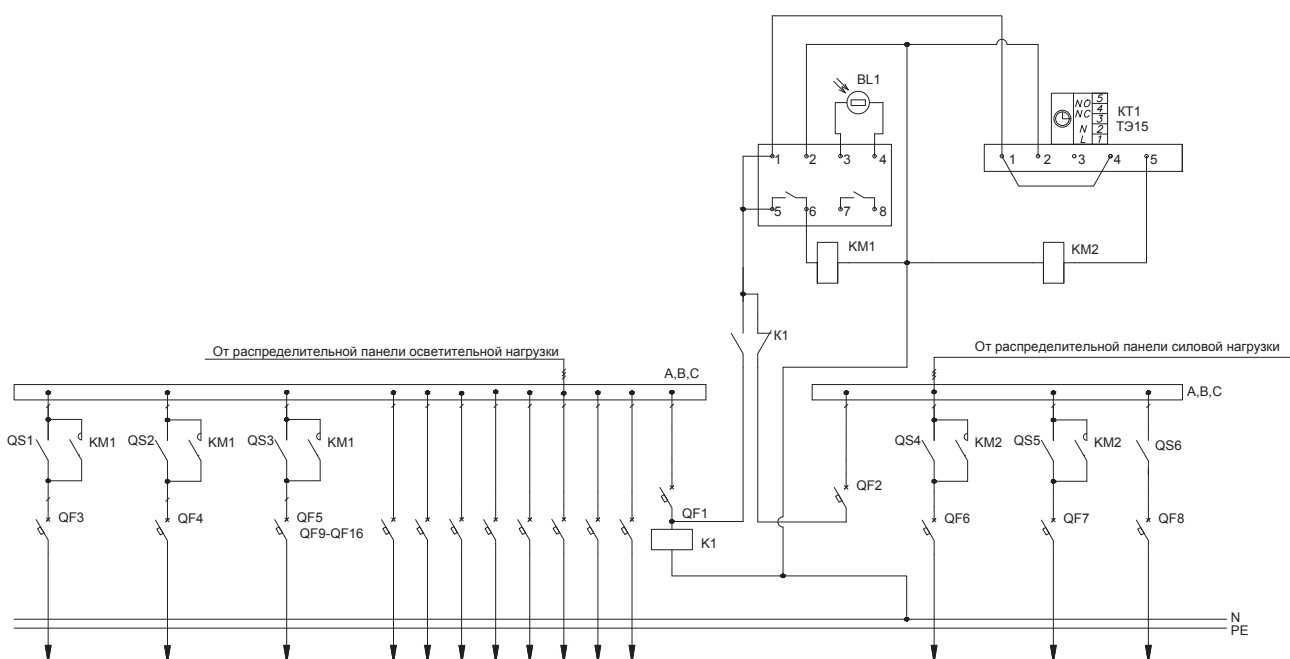 BL1
NO
NC
N
L
5
4
3
2
1
КТ1
ТЭ15
1 2 3 4
1 2 3 4 5
5 6 7 8
KM1
KM2
K1
От распределительной панели осветительной нагрузки
От распределительной панели силовой нагрузки
A,B,C
A,B,C
QS1 KM1 QS2 KM1 QS3 KM1
QS4 KM2 QS5 KM2 QS6
QF2
QF1
QF3 QF4 QF5
QF9-QF16
QF6 QF7 QF8
K1
N
PE